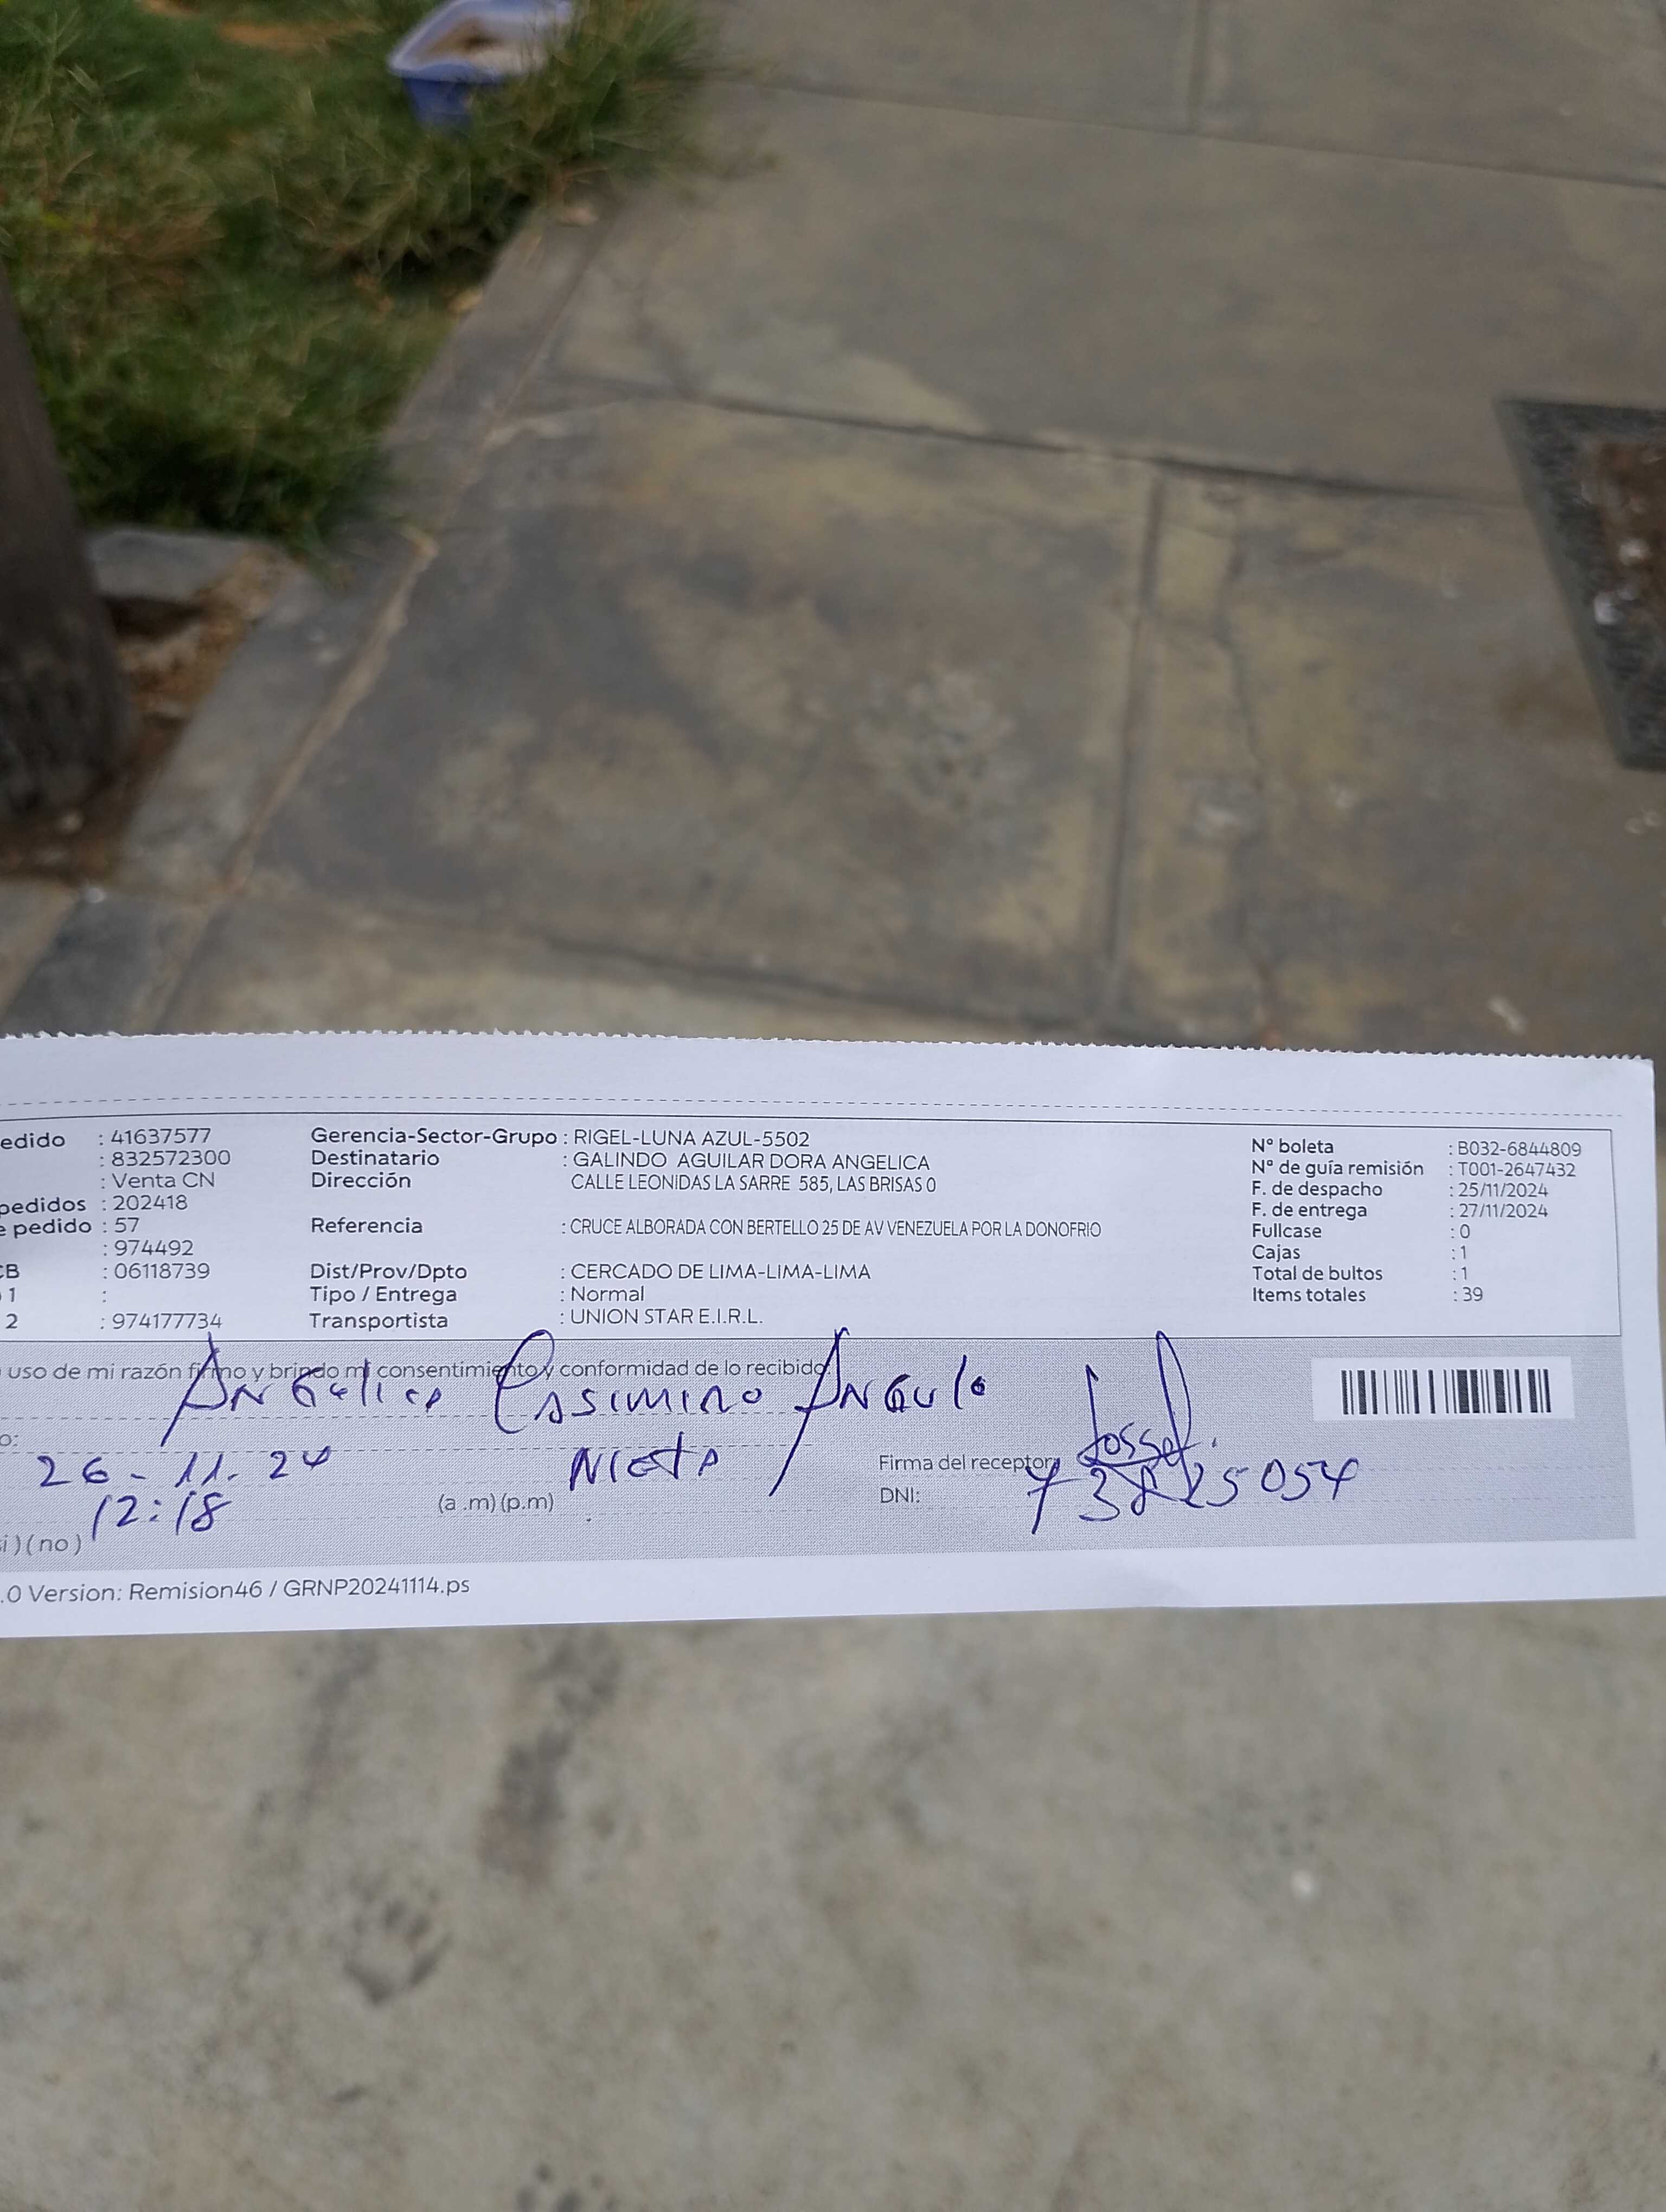 edido : 41637577 Gerencia-Sector-Grupo : RIGEL-LUNA AZUL-5502 N° boleta : B032-6844809
: 832572300 Destinatario : GALINDO AGUILAR DORA ANGELICA N° de guía remisión : T001-2647432
: Venta CN Dirección CALLE LEONIDAS LA SARRE 585, LAS BRISAS 0 F. de despacho : 25/11/2024
pedidos : 202418 F. de entrega : 27/11/2024
e pedido : 57 Referencia : CRUCE ALBORADA CON BERTELLO 25 DE AV VENEZUELA POR LA DONOFRIO Fullcase : 0
: 974492 Cajas : 1
CB : 06118739 Dist/Prov/Dpto : CERCADO DE LIMA-LIMA-LIMA Total de bultos : 1
1 : Tipo / Entrega : Normal Items totales : 39
2 : 974177734 Transportista : UNION STAR E.I.R.L.
uso de mi razón firmo y brindo mi consentimiento y conformidad de lo recibido
Angelica Casimiro Angulo
o:
26-11-24 Nieta Firma del receptor
12:18 (a.m) (p.m) DNI: 73825054
si ) ( no )
.0 Version: Remision46 / GRNP20241114.ps